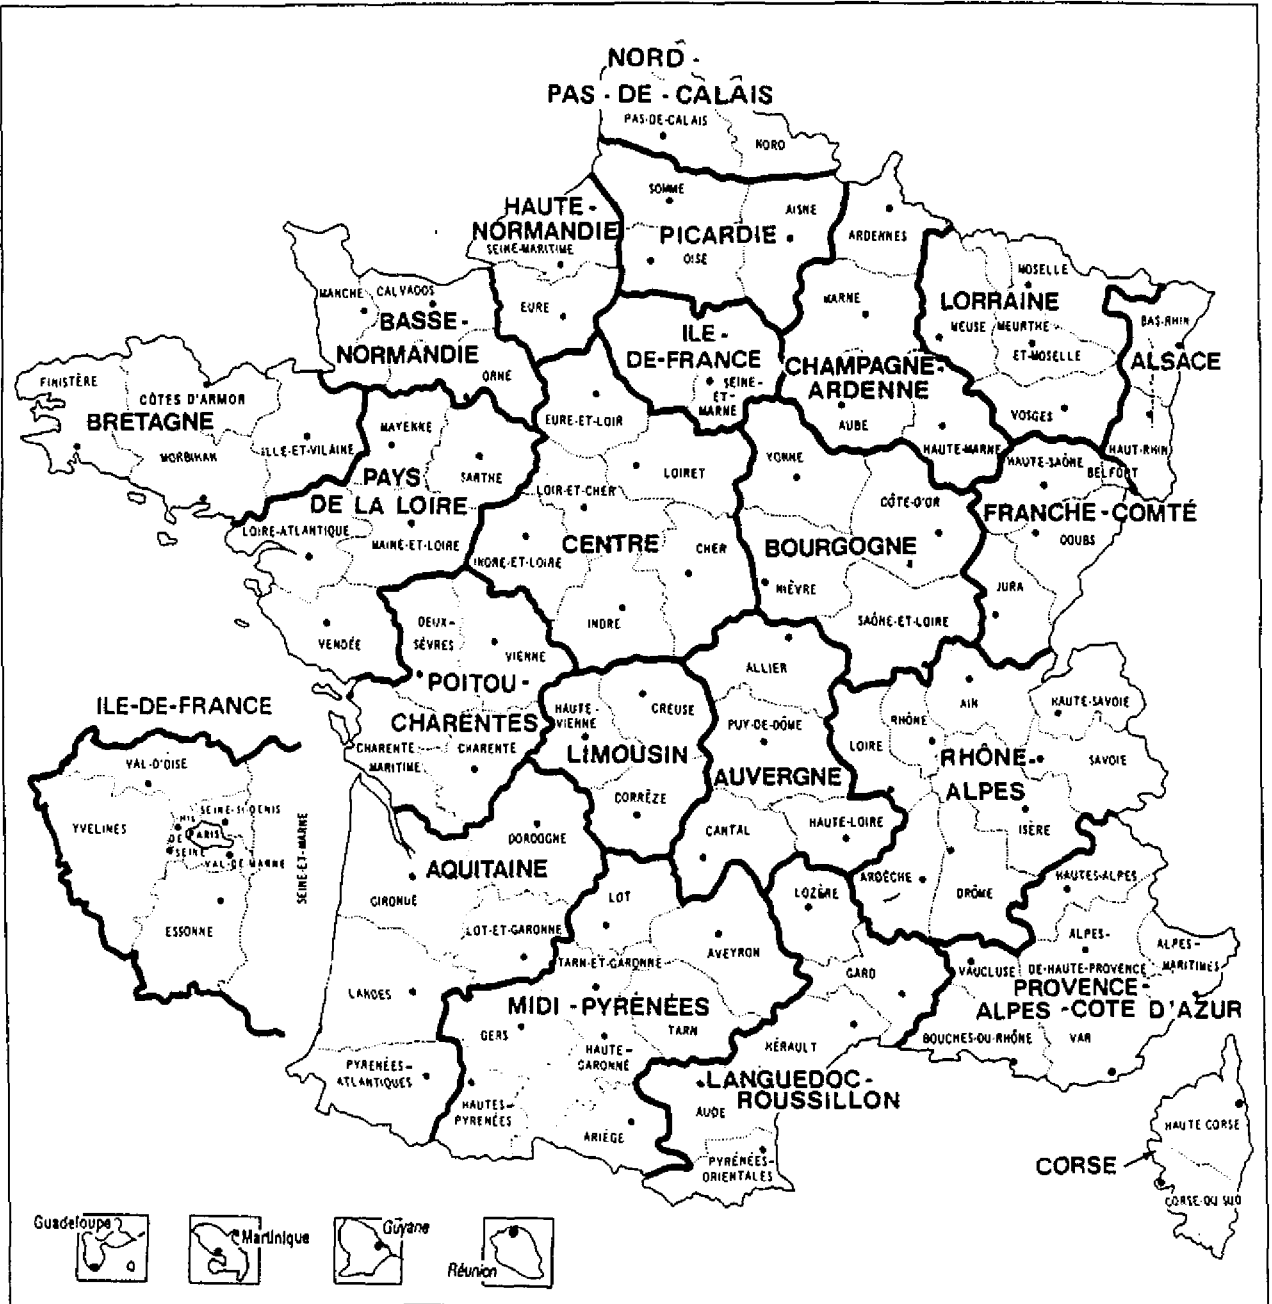 NORD -
PAS - DE - CALAIS
PAS-DE-CALAIS
NORD
SOMME
HAUTE -
NORMANDIE
SEINE-MARITIME
AISNE
PICARDIE
OISE
ARDENNES
MANCHE
CALVADOS
EURE
MARNE
MOSELLE
LORRAINE
MEUSE
MEURTHE-
ET-MOSELLE
BAS-RHIN
ALSACE
BASSE-
NORMANDIE
ORNE
ILE -
DE-FRANCE
SEINE-
ET-
MARNE
CHAMPAGNE-
ARDENNE
AUBE
VOSGES
FINISTÈRE
CÔTES D'ARMOR
BRETAGNE
MORBIHAN
ILLE-ET-VILAINE
MAYENNE
EURE-ET-LOIR
HAUTE-MARNE
HAUT-RHIN
HAUTE-SAÔNE
BELFORT
PAYS
DE LA LOIRE
SARTHE
LOIR-ET-CHER
LOIRET
YONNE
CÔTE-D'OR
FRANCHE-COMTÉ
DOUBS
LOIRE-ATLANTIQUE
MAINE-ET-LOIRE
INDRE-ET-LOIRE
CENTRE
CHER
BOURGOGNE
NIÈVRE
JURA
VENDÉE
DEUX-
SÈVRES
VIENNE
INDRE
SAÔNE-ET-LOIRE
ALLIER
POITOU -
CHARENTES
CHARENTE
MARITIME
CHARENTE
HAUTE-
VIENNE
CREUSE
LIMOUSIN
CORRÈZE
PUY-DE-DÔME
AUVERGNE
LOIRE
RHÔNE
AIN
HAUTE-SAVOIE
RHÔNE-
ALPES
SAVOIE
ISÈRE
ILE-DE-FRANCE
VAL-D'OISE
YVELINES
SEINE-ST-DENIS
HTS
DE
SEINE
PARIS
VAL-DE-MARNE
ESSONNE
SEINE-ET-MARNE
DORDOGNE
CANTAL
HAUTE-LOIRE
AQUITAINE
GIRONDE
LOT
LOZÈRE
ARDÈCHE
DRÔME
HAUTES-ALPES
LOT-ET-GARONNE
TARN-ET-GARONNE
AVEYRON
GARD
VAUCLUSE
ALPES-
DE-HAUTE-PROVENCE
ALPES-
MARITIMES
LANDES
MIDI - PYRÉNÉES
GERS
TARN
PROVENCE-
ALPES -COTE D'AZUR
BOUCHES-DU-RHÔNE
VAR
PYRÉNÉES-
ATLANTIQUES
HAUTE-
GARONNE
HÉRAULT
LANGUEDOC-
ROUSSILLON
HAUTES-
PYRÉNÉES
ARIÈGE
AUDE
PYRÉNÉES-
ORIENTALES
HAUTE CORSE
CORSE
CORSE-DU SUD
Guadeloupe
Martinique
Guyane
Réunion